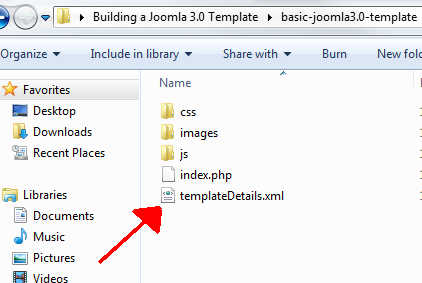 Building a Joomla 3.0 Template basic-joomla3.0-template
Organize Include in library Share with Burn New fold
Name
Favorites
Desktop
Downloads
Recent Places
Libraries
Documents
Music
Pictures
Videos
css
images
js
index.php
templateDetails.xml